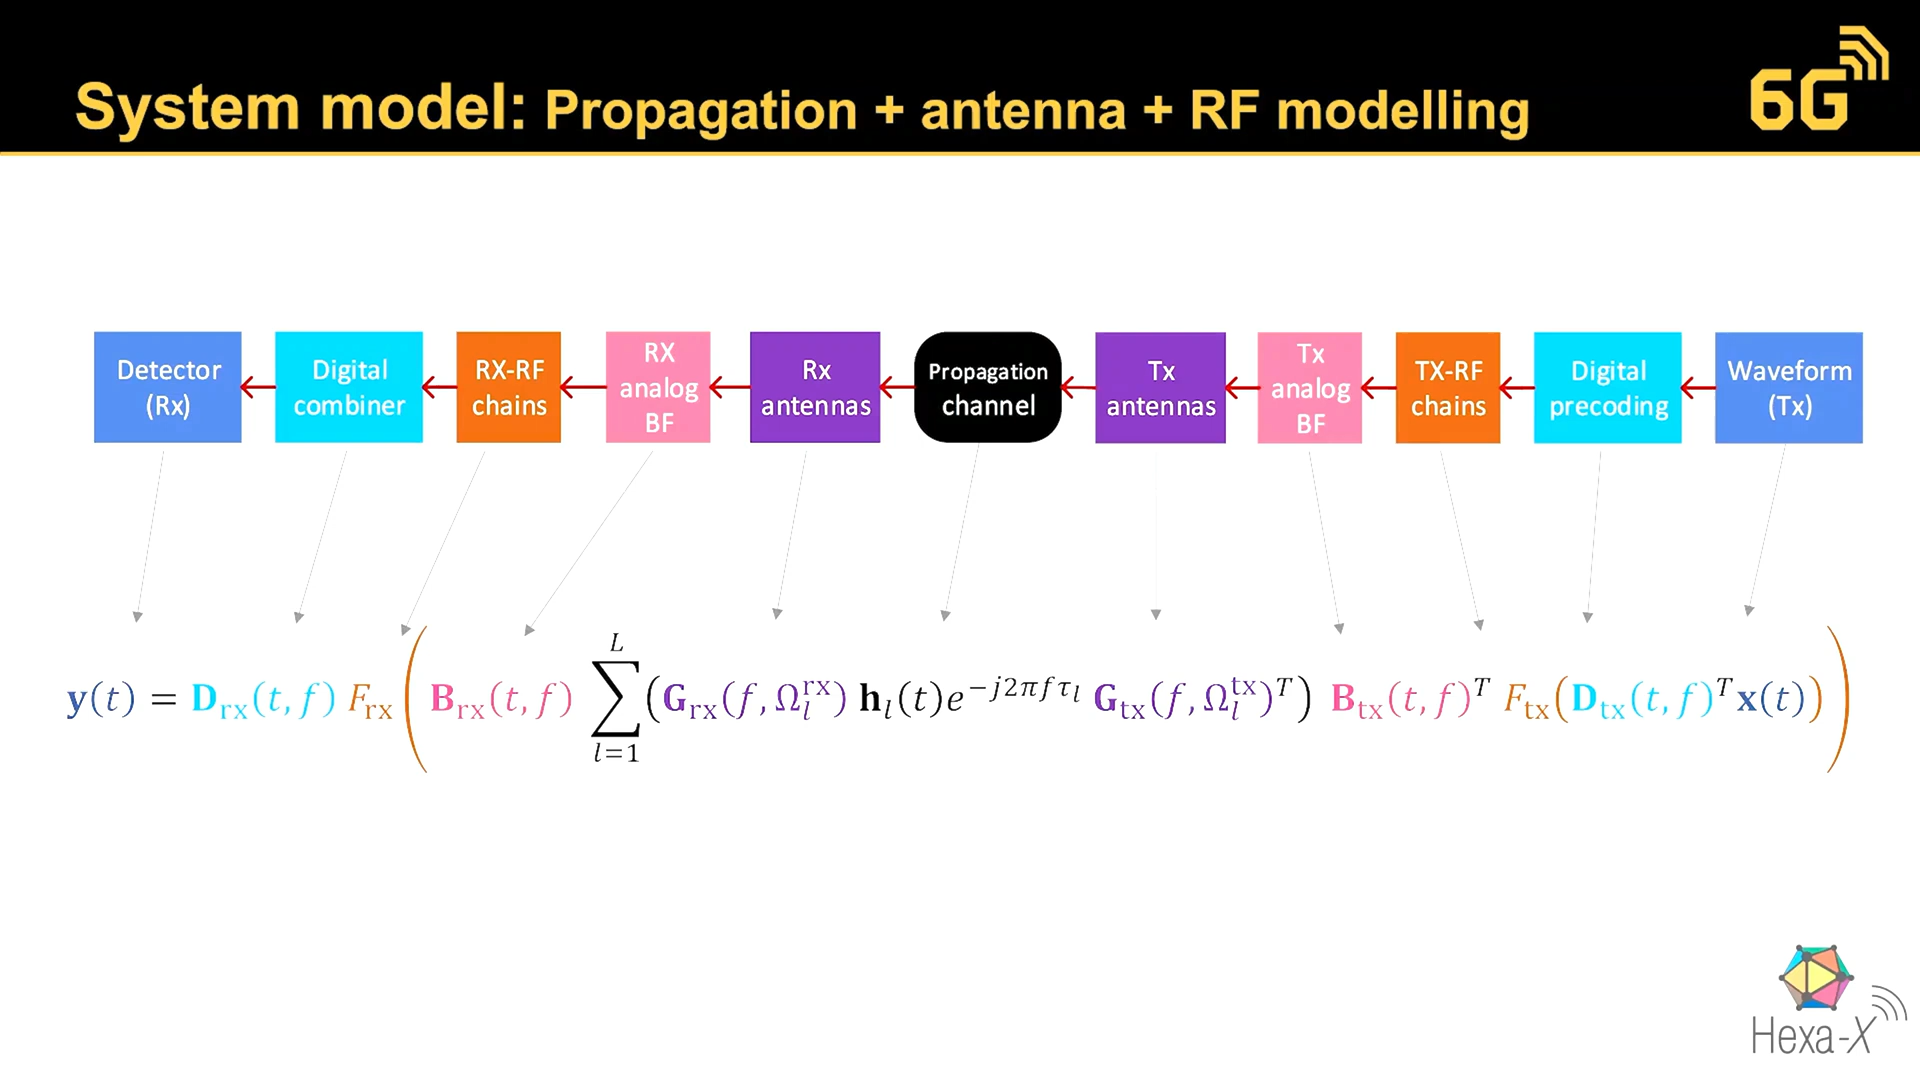 System model: Propagation + antenna + RF modelling
6G
Detector
(Rx)
Digital
combiner
RX-RF
chains
RX
analog
BF
Rx
antennas
Propagation
channel
Tx
antennas
Tx
analog
BF
TX-RF
chains
Digital
precoding
Waveform
(Tx)
𝐲(t) = 𝐃_rx(t, f) F_rx( 𝐁_rx(t, f) ∑_{l=1}^{L} (𝐆_rx(f, Ω_l^rx) 𝐡_l(t)e^{−j2πfτ_l} 𝐆_tx(f, Ω_l^tx)^T) 𝐁_tx(t, f)^T F_tx(𝐃_tx(t, f)^T 𝐱(t)) )
Hexa-X